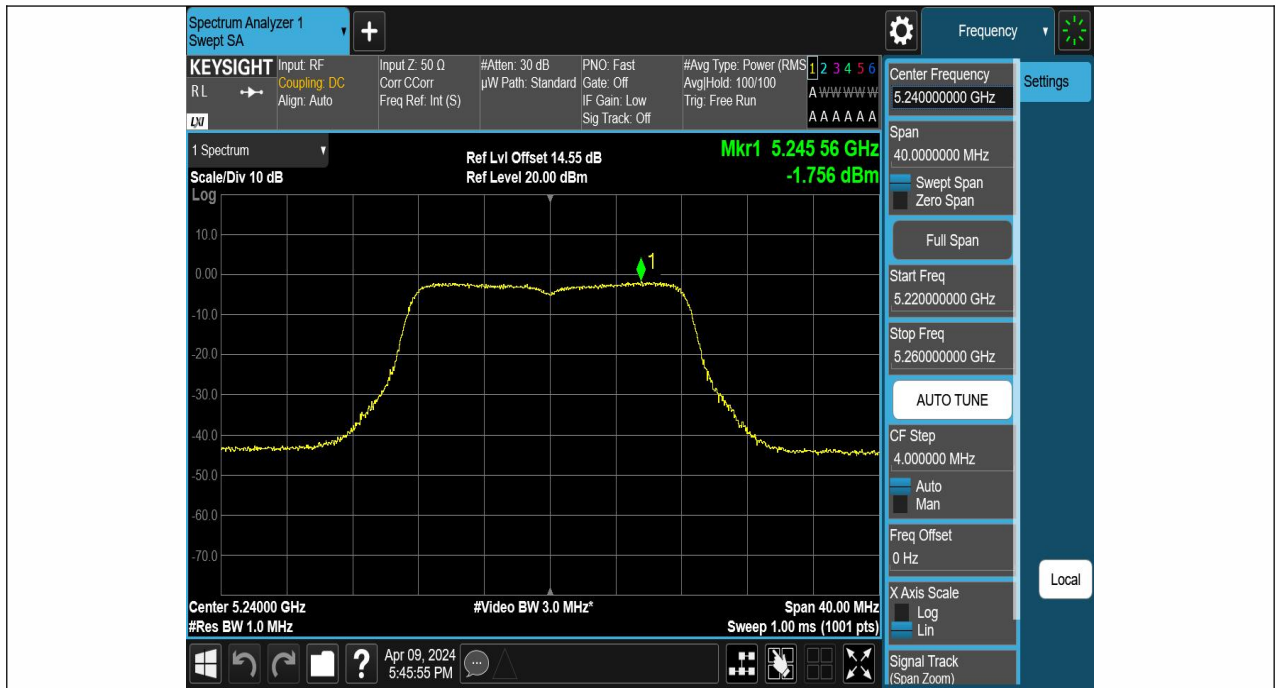 Spectrum Analyzer 1
Swept SA
Frequency
KEYSIGHT
R L
LXI
Input: RF
Coupling: DC
Align: Auto
Input Z: 50 Ω
Corr CCorr
Freq Ref: Int (S)
#Atten: 30 dB
µW Path: Standard
PNO: Fast
Gate: Off
IF Gain: Low
Sig Track: Off
#Avg Type: Power (RMS
Avg|Hold: 100/100
Trig: Free Run
1 2 3 4 5 6
A W W W W W
A A A A A A
1 Spectrum
Scale/Div 10 dB
Log
Ref Lvl Offset 14.55 dB
Ref Level 20.00 dBm
Mkr1 5.245 56 GHz
-1.756 dBm
10.0
0.00
-10.0
-20.0
-30.0
-40.0
-50.0
-60.0
-70.0
1
Center 5.24000 GHz
#Res BW 1.0 MHz
#Video BW 3.0 MHz*
Span 40.00 MHz
Sweep 1.00 ms (1001 pts)
Center Frequency
5.240000000 GHz
Settings
Span
40.0000000 MHz
Swept Span
Zero Span
Full Span
Start Freq
5.220000000 GHz
Stop Freq
5.260000000 GHz
AUTO TUNE
CF Step
4.000000 MHz
Auto
Man
Freq Offset
0 Hz
X Axis Scale
Log
Lin
Local
Signal Track
(Span Zoom)
?
Apr 09, 2024
5:45:55 PM